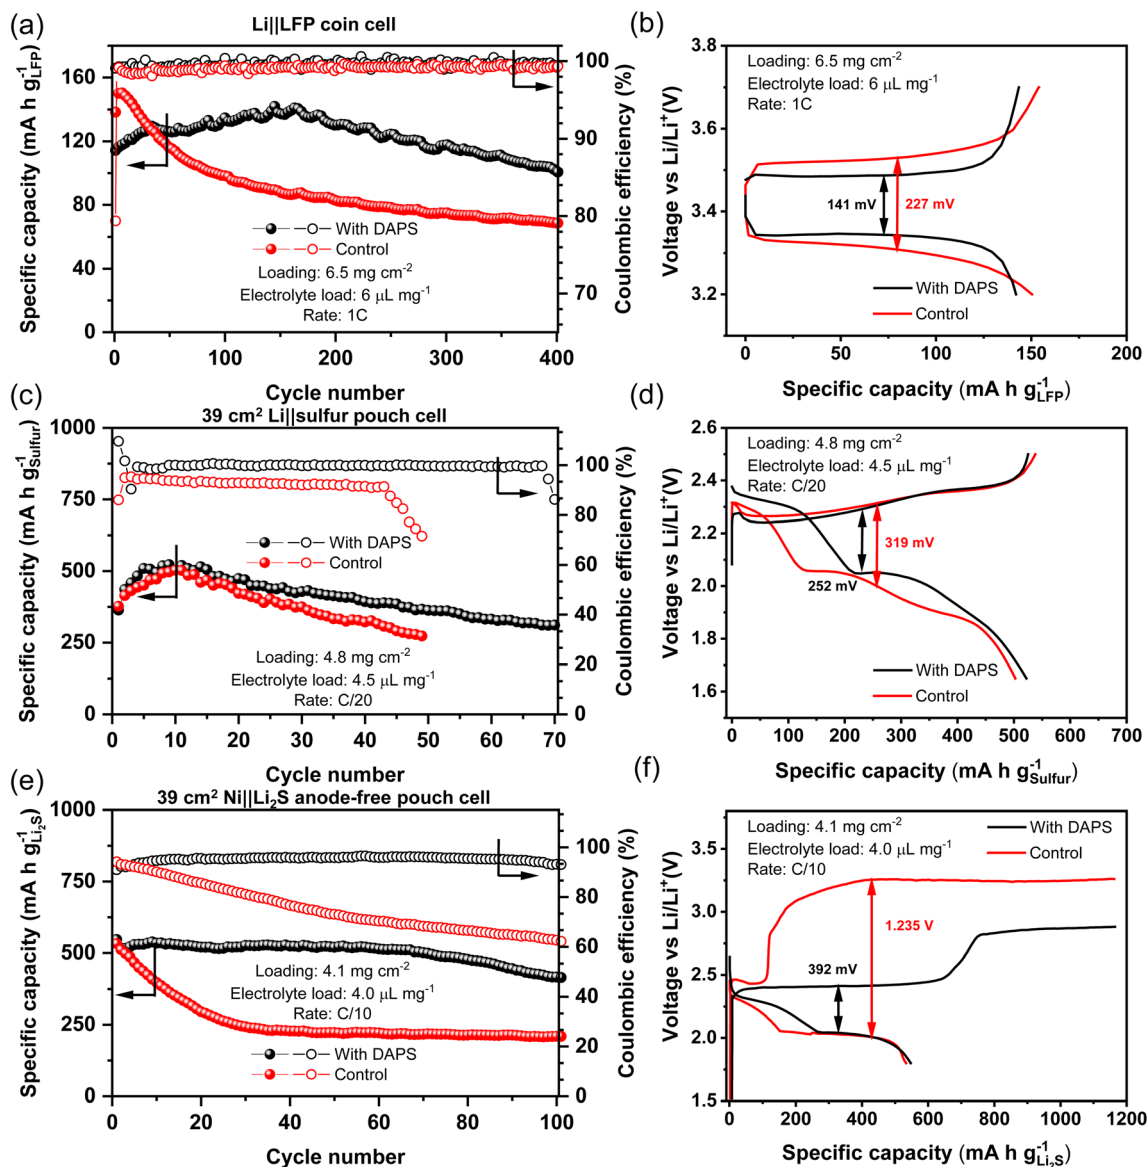 (a)
Li||LFP coin cell
Specific capacity (mA h g⁻¹LFP)
160
120
80
40
0
100
90
80
70
Coulombic efficiency (%)
With DAPS
Control
Loading: 6.5 mg cm⁻²
Electrolyte load: 6 μL mg⁻¹
Rate: 1C
0 100 200 300 400
Cycle number
(b)
Voltage vs Li/Li⁺(V)
3.8
3.6
3.4
3.2
Loading: 6.5 mg cm⁻²
Electrolyte load: 6 μL mg⁻¹
Rate: 1C
141 mV
227 mV
With DAPS
Control
0 50 100 150 200
Specific capacity (mA h g⁻¹LFP)
(c)
39 cm² Li||sulfur pouch cell
Specific capacity (mA h g⁻¹Sulfur)
1000
750
500
250
0
100
80
60
40
20
0
Coulombic efficiency (%)
With DAPS
Control
Loading: 4.8 mg cm⁻²
Electrolyte load: 4.5 μL mg⁻¹
Rate: C/20
0 10 20 30 40 50 60 70
Cycle number
(d)
Voltage vs Li/Li⁺(V)
2.6
2.4
2.2
2.0
1.8
1.6
Loading: 4.8 mg cm⁻²
Electrolyte load: 4.5 μL mg⁻¹
Rate: C/20
319 mV
252 mV
With DAPS
Control
0 100 200 300 400 500 600 700
Specific capacity (mA h g⁻¹Sulfur)
(e)
39 cm² Ni||Li₂S anode-free pouch cell
Specific capacity (mA h g⁻¹Li₂S)
1000
750
500
250
0
100
80
60
40
20
0
Coulombic efficiency (%)
Loading: 4.1 mg cm⁻²
Electrolyte load: 4.0 μL mg⁻¹
Rate: C/10
With DAPS
Control
0 20 40 60 80 100
Cycle number
(f)
Voltage vs Li/Li⁺(V)
4.0
3.5
3.0
2.5
2.0
1.5
Loading: 4.1 mg cm⁻²
Electrolyte load: 4.0 μL mg⁻¹
Rate: C/10
With DAPS
Control
1.235 V
392 mV
0 200 400 600 800 1000 1200
Specific capacity (mA h g⁻¹Li₂S)